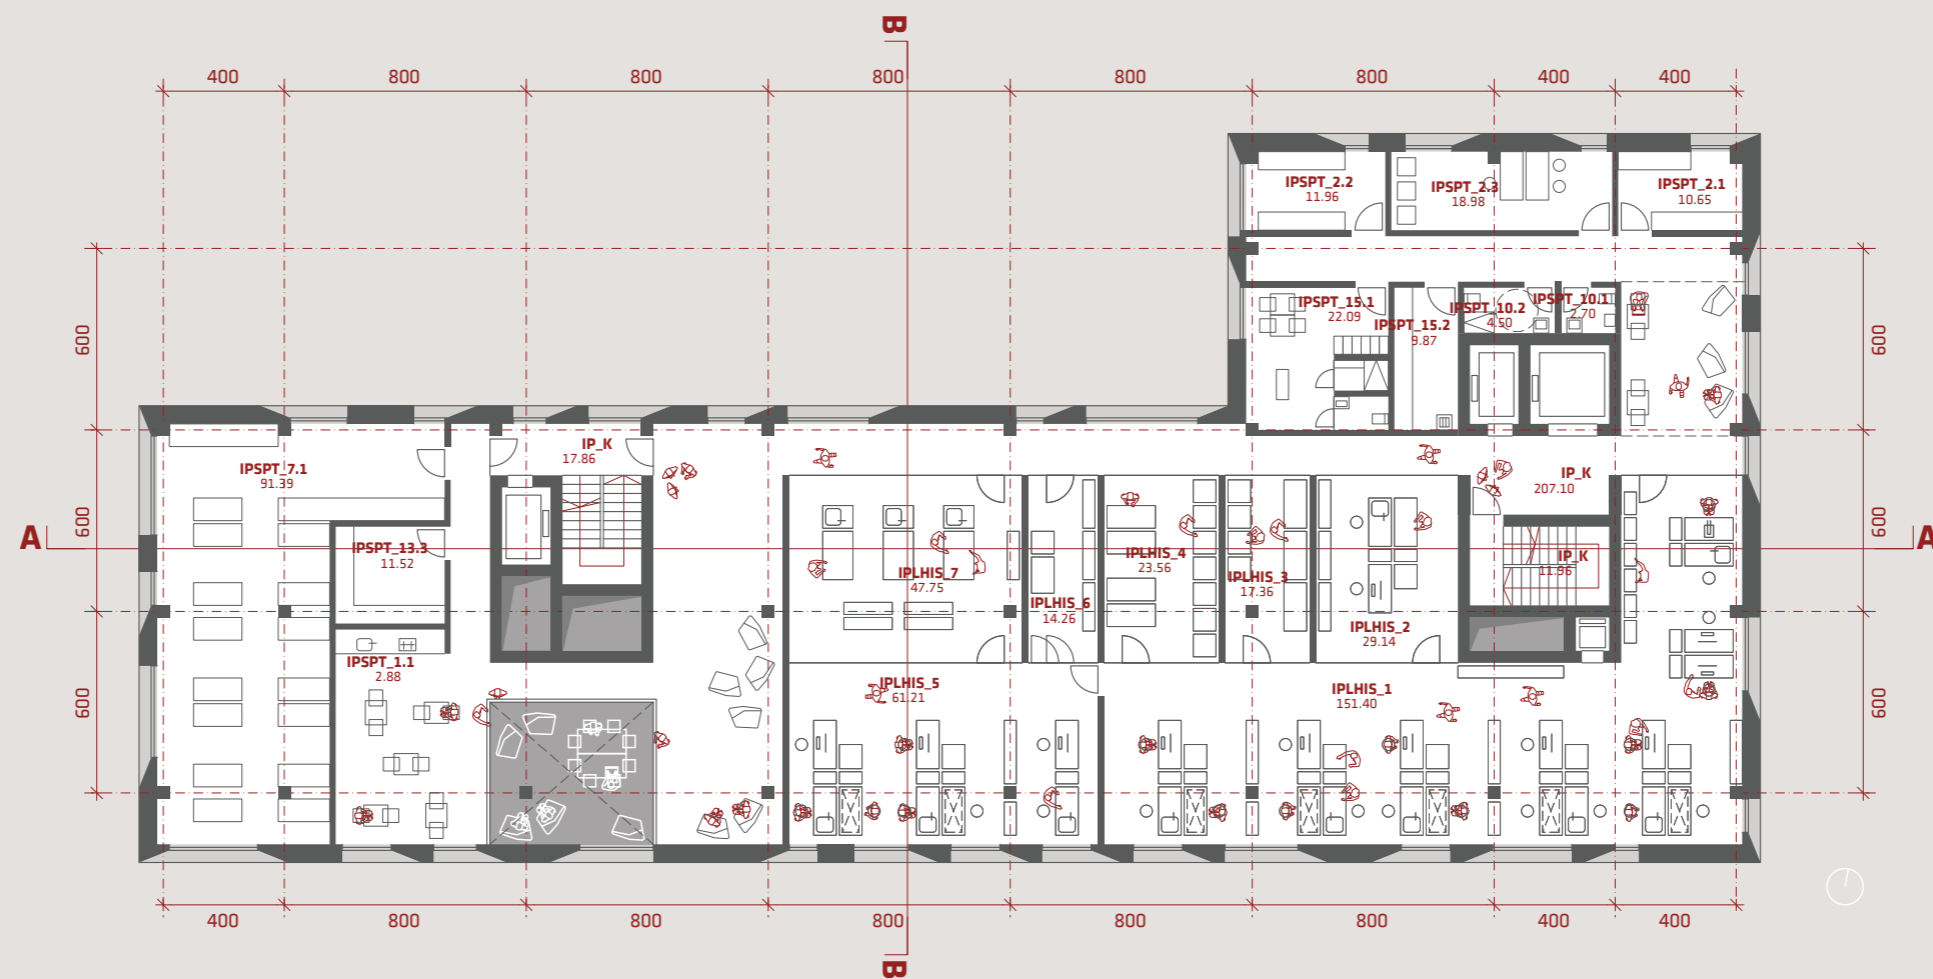 B
400 800 800 800 800 800 400 400
IPSPT_2.2
11.96
IPSPT_2.3
18.98
IPSPT_2.1
10.65
600
600
IPSPT_15.1
22.09
IPSPT_15.2
9.87
IPSPT_10.2
4.50
IPSPT_10.1
2.70
IP_K
17.86
IPSPT_7.1
91.39
IP_K
207.10
600
600
A
A
IPSPT_13.3
11.52
IPLHIS_7
47.75
IPLHIS_6
14.26
IPLHIS_4
23.56
IPLHIS_3
17.36
IPLHIS_2
29.14
IP_K
11.96
IPSPT_1.1
2.88
600
600
IPLHIS_5
61.21
IPLHIS_1
151.40
400 800 800 800 800 800 400 400
B